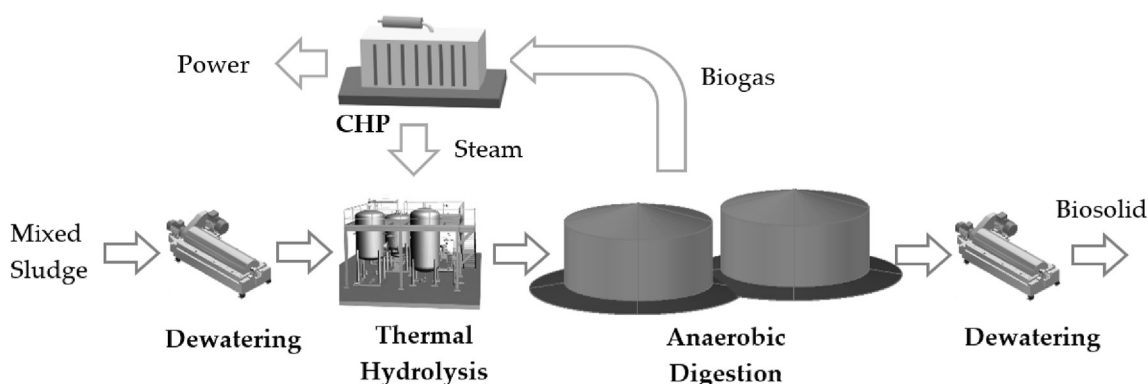 Power
Biogas
CHP
Steam
Mixed
Sludge
Biosolid
Dewatering
Thermal
Hydrolysis
Anaerobic
Digestion
Dewatering